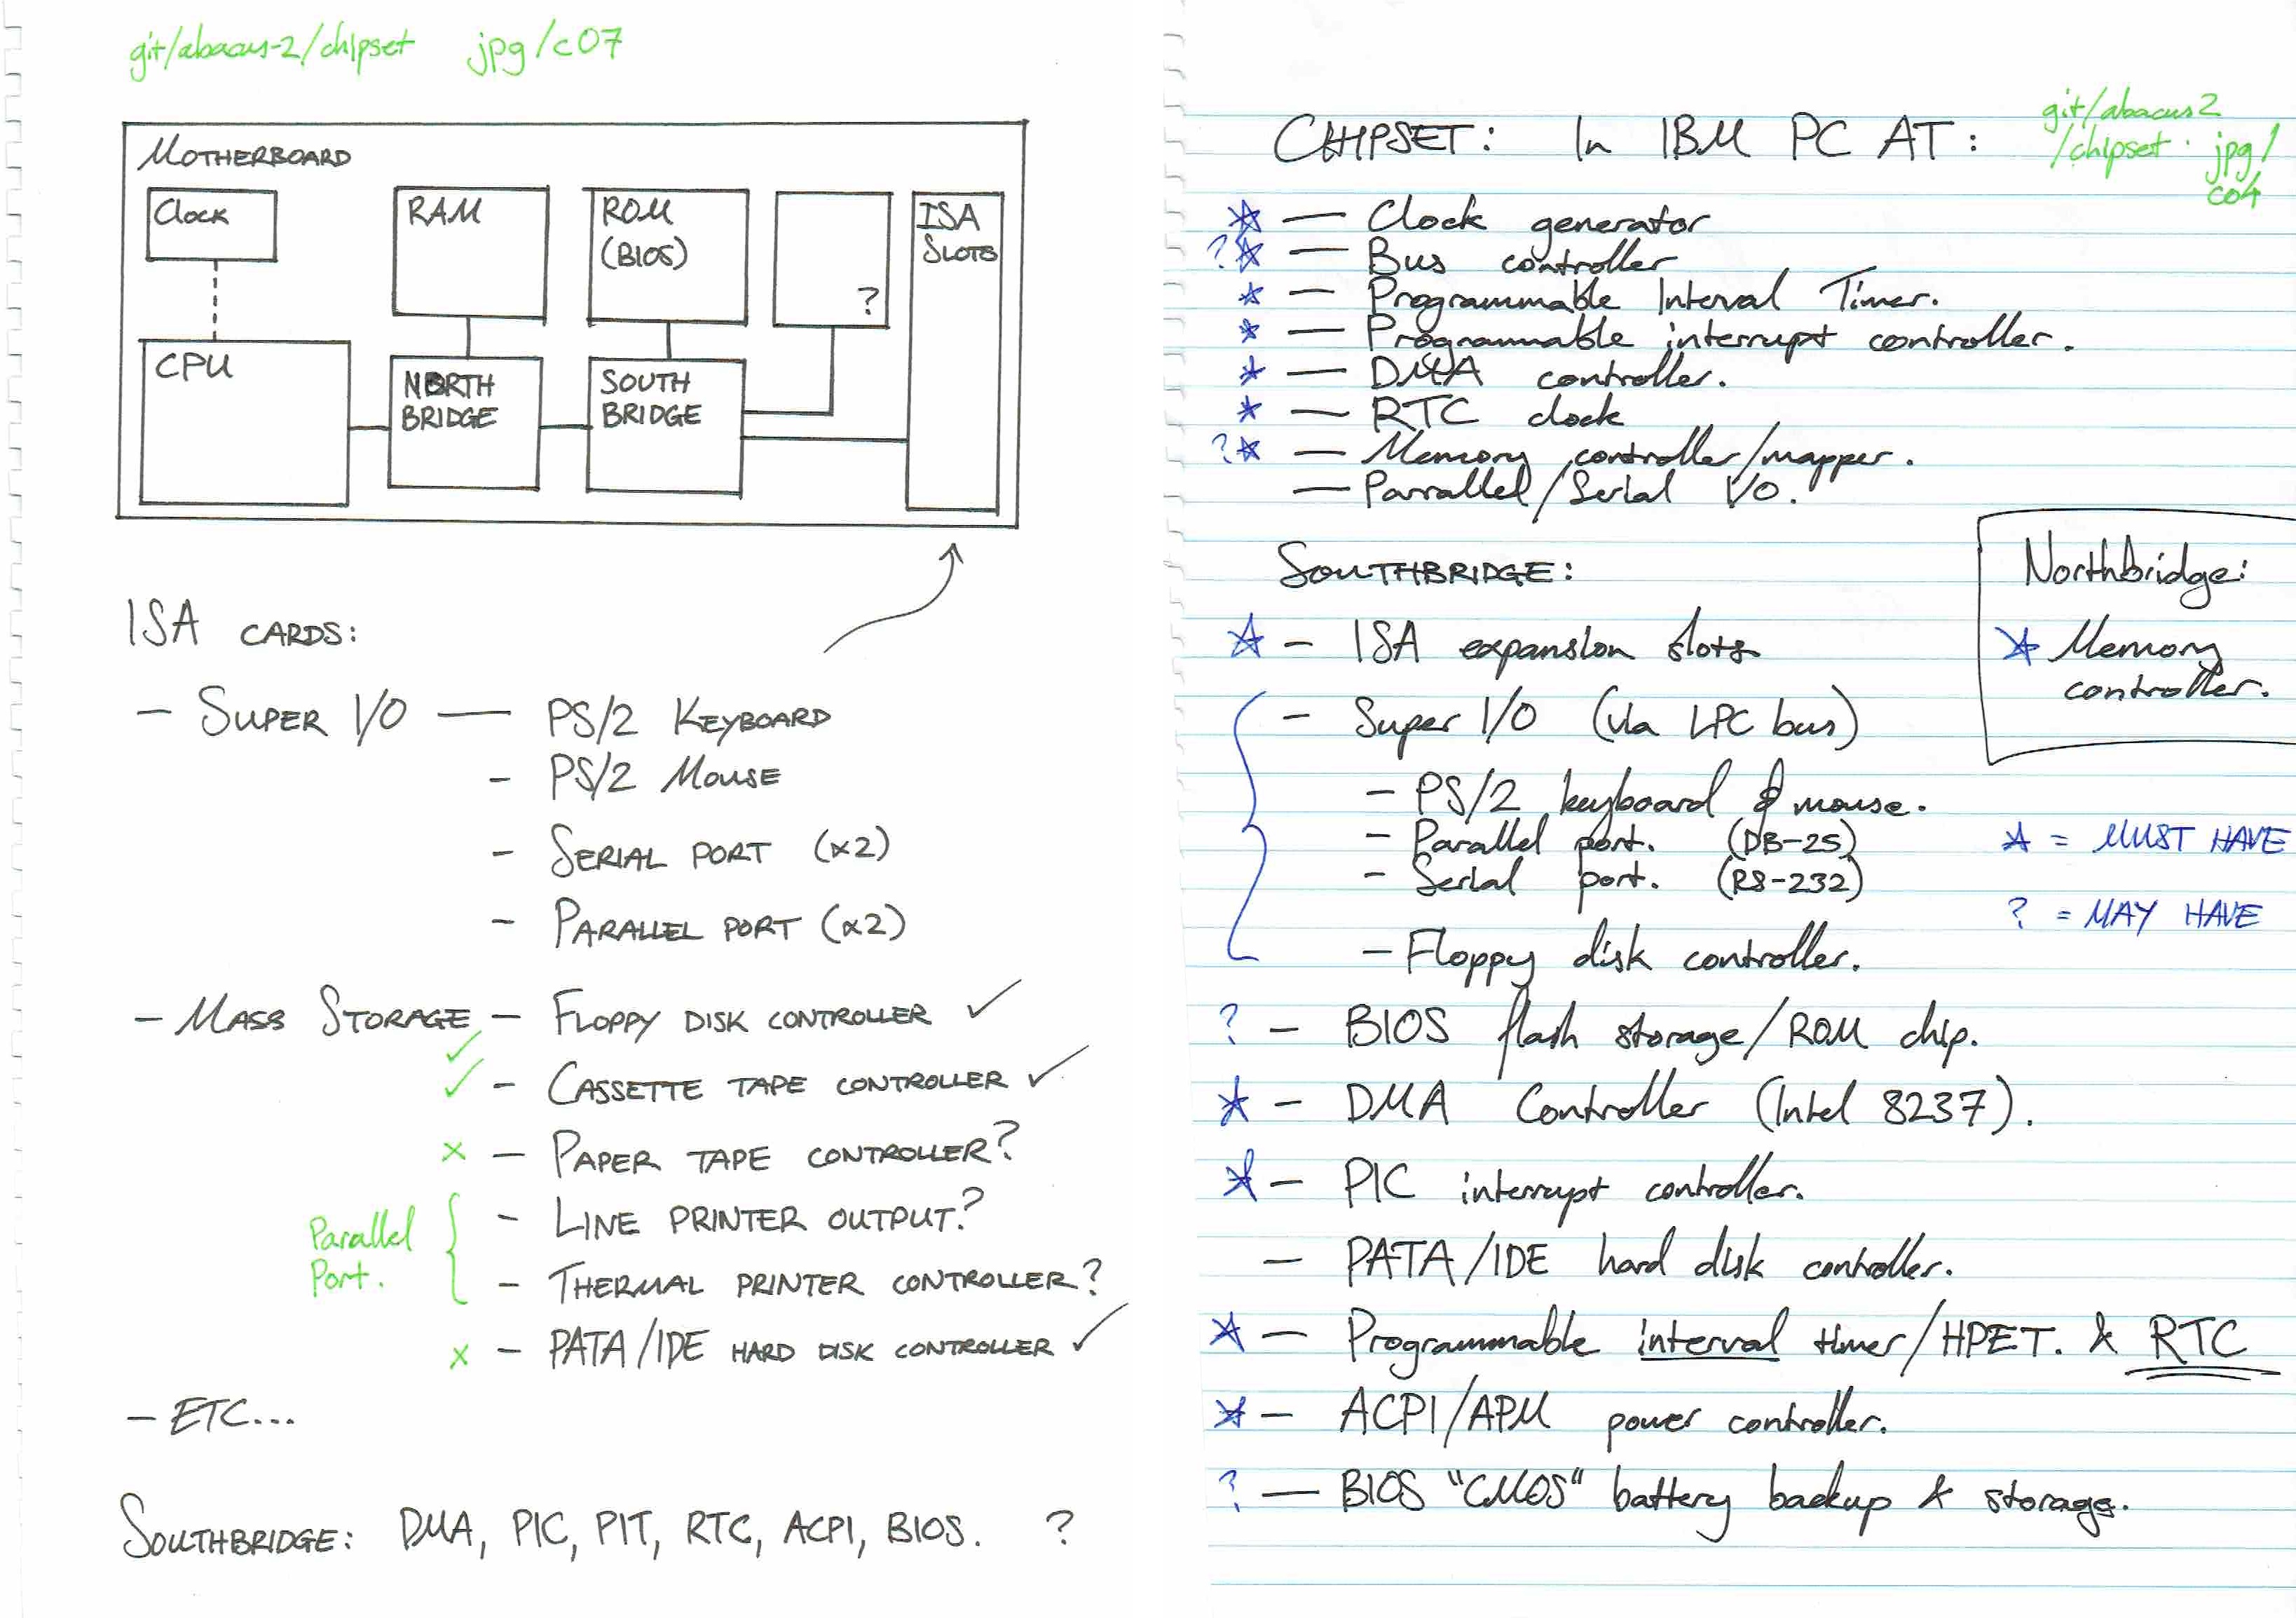 git/abacus-2/chipset jpg/c07
MOTHERBOARD
Clock
RAM
ROM
(BIOS)
?
ISA
SLOTS
CPU
NORTH
BRIDGE
SOUTH
BRIDGE
ISA CARDS:
- SUPER I/O — PS/2 KEYBOARD
- PS/2 MOUSE
- SERIAL PORT (x2)
- PARALLEL PORT (x2)
- MASS STORAGE - FLOPPY DISK CONTROLLER ✓
✓
✓ - CASSETTE TAPE CONTROLLER ✓
x - PAPER TAPE CONTROLLER?
Parallel
Port.
- LINE PRINTER OUTPUT?
- THERMAL PRINTER CONTROLLER?
x - PATA/IDE HARD DISK CONTROLLER ✓
- ETC...
SOUTHBRIDGE: DMA, PIC, PIT, RTC, ACPI, BIOS. ?
CHIPSET: In IBM PC AT:
git/abacus2
/chipset. jpg/
c04
☆ — Clock generator
?☆ — Bus controller
☆ — Programmable Interval Timer.
☆ — Programmable interrupt controller.
☆ — DMA controller.
☆ — RTC clock
?☆ — Memory controller/mapper.
— Parrallel/Serial I/O.
SOUTHBRIDGE:
☆ - ISA expansion slots
- Super I/O (via LPC bus)
- PS/2 keyboard & mouse.
- Parallel port. (DB-25)
- Serial port. (RS-232)
- Floppy disk controller.
? - BIOS flash storage/ROM chip.
☆ - DMA Controller (Intel 8237).
☆ - PIC interrupt controller.
- PATA/IDE hard disk controller.
☆ - Programmable interval timer/HPET. & RTC
☆ - ACPI/APM power controller.
? — BIOS "CMOS" battery backup & storage.
Northbridge:
☆ Memory
controller.
☆ = MUST HAVE
? = MAY HAVE